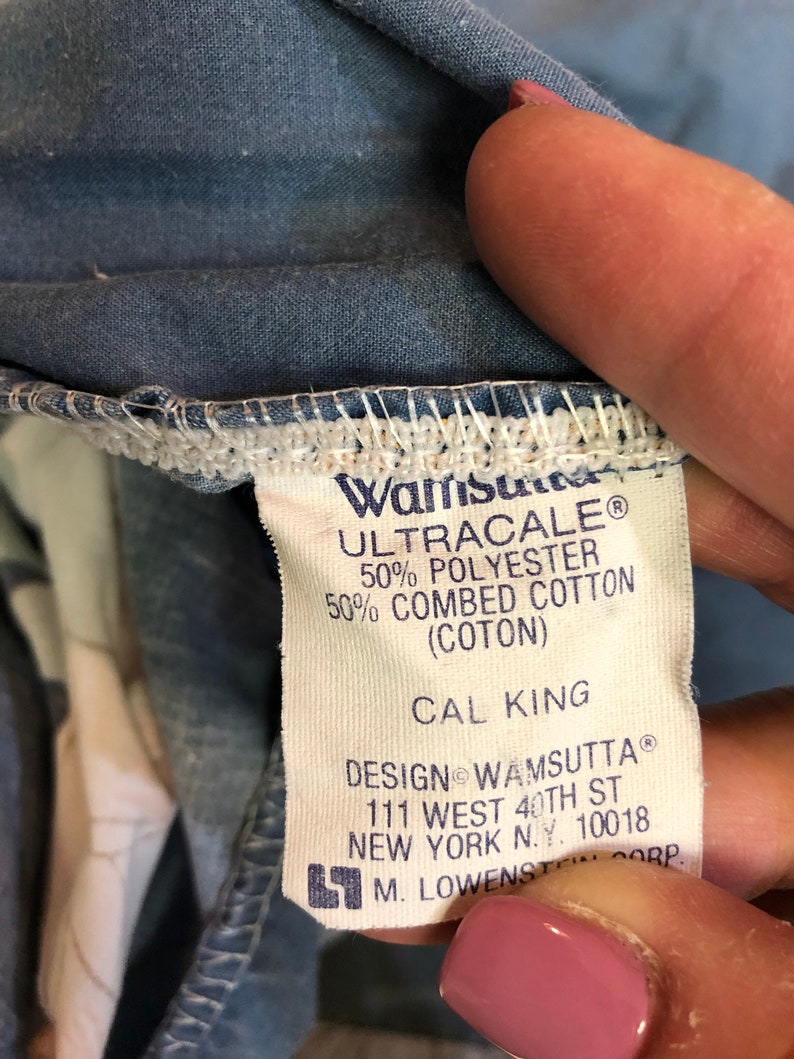 Wamsutta
ULTRACALE®
50% POLYESTER
50% COMBED COTTON
(COTON)
CAL KING
DESIGN© WAMSUTTA®
111 WEST 40TH ST
NEW YORK N.Y. 10018
M. LOWENSTEIN CORP.